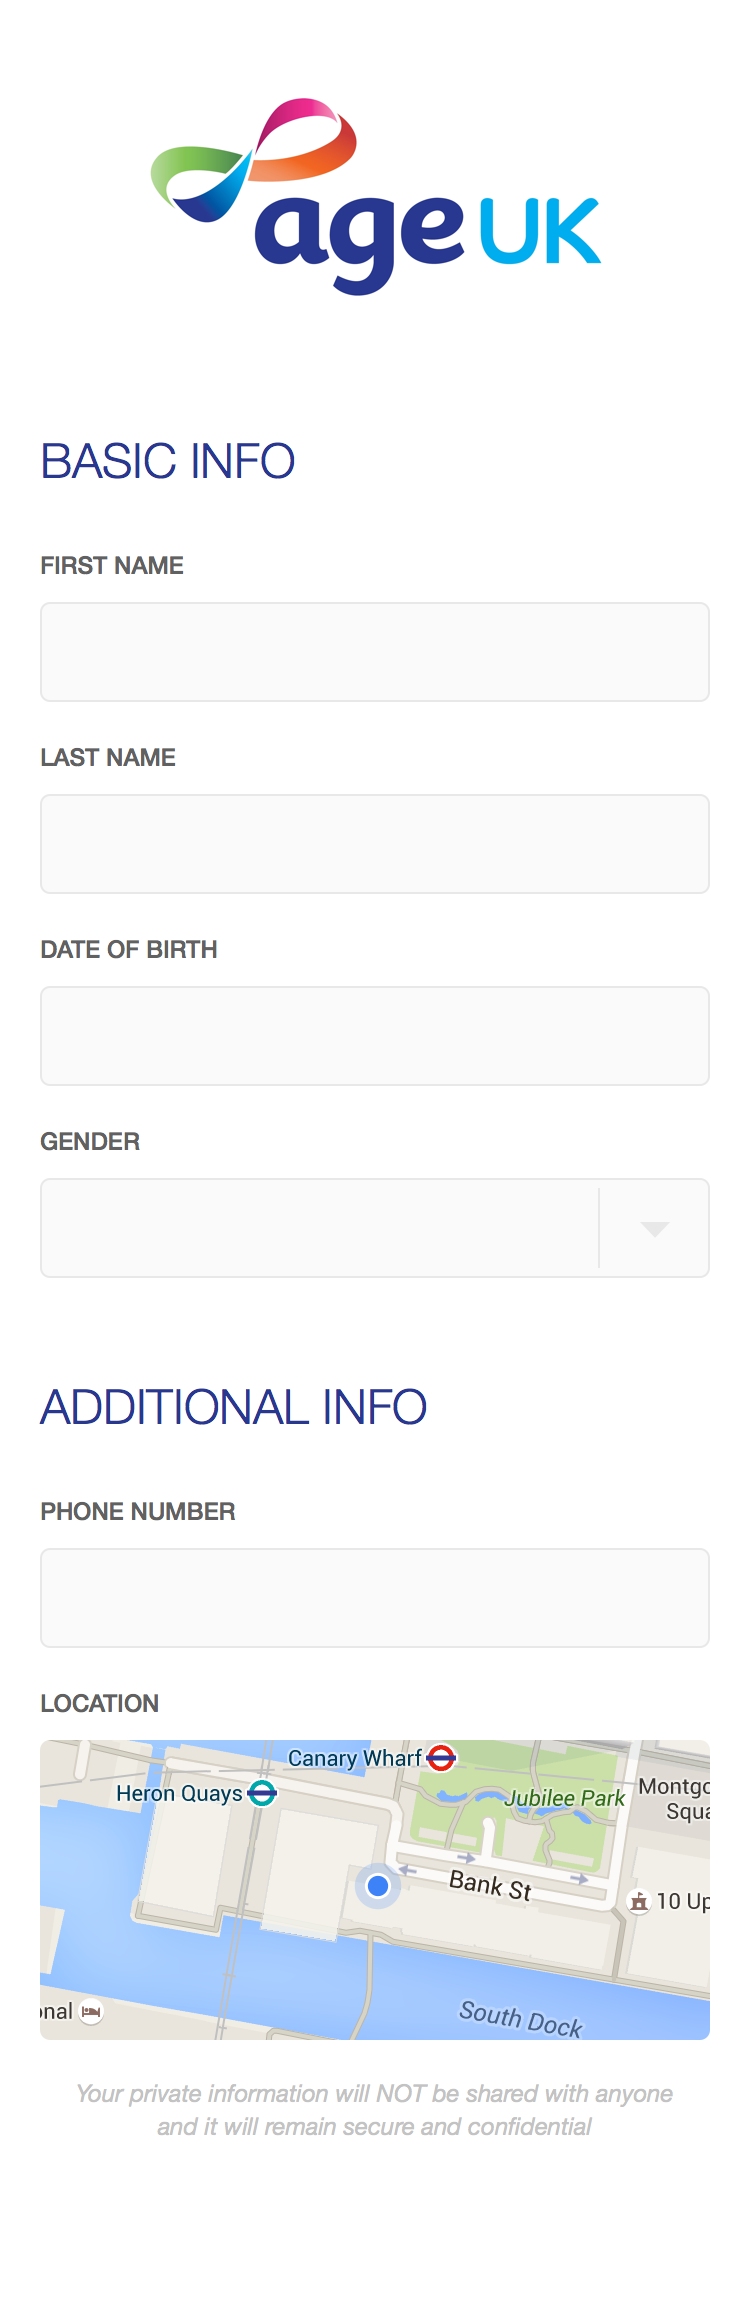 age UK
BASIC INFO
FIRST NAME
LAST NAME
DATE OF BIRTH
GENDER
ADDITIONAL INFO
PHONE NUMBER
LOCATION
Canary Wharf
Heron Quays
Jubilee Park
Montgo
Squa
Bank St
10 Up
onal
South Dock
Your private information will NOT be shared with anyone
and it will remain secure and confidential